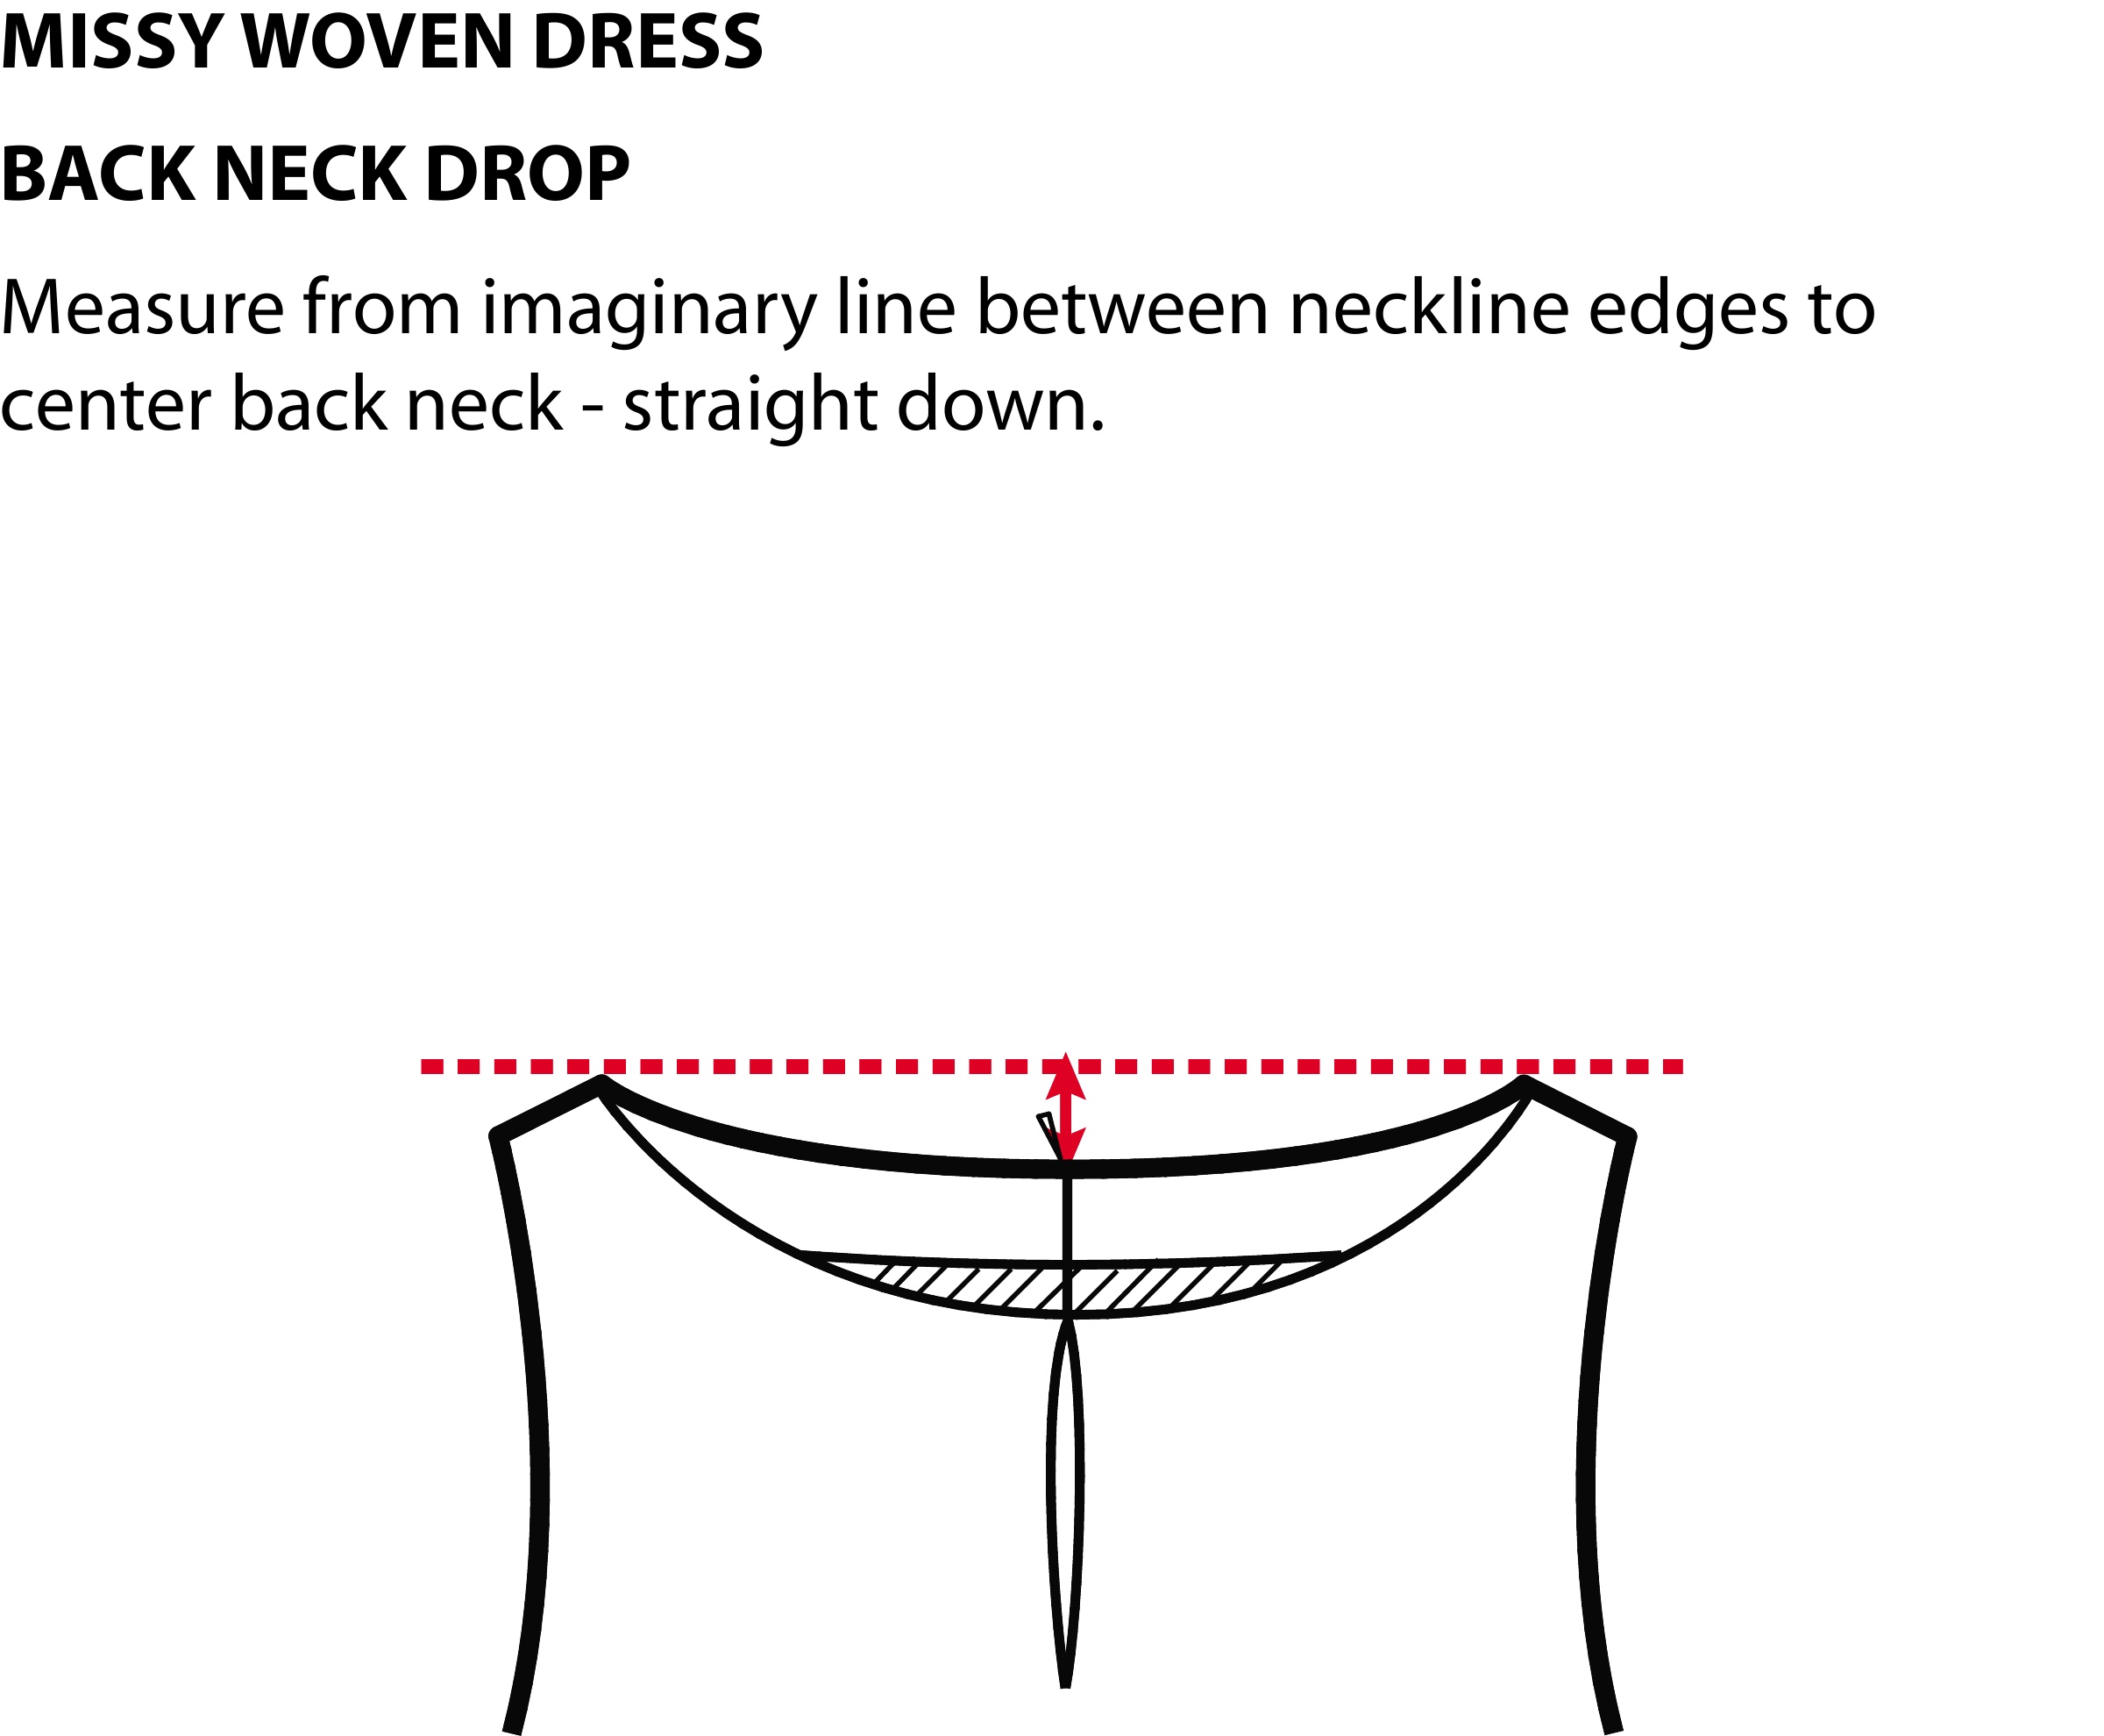 MISSY WOVEN DRESS
BACK NECK DROP
Measure from imaginary line between neckline edges to
center back neck - straight down.